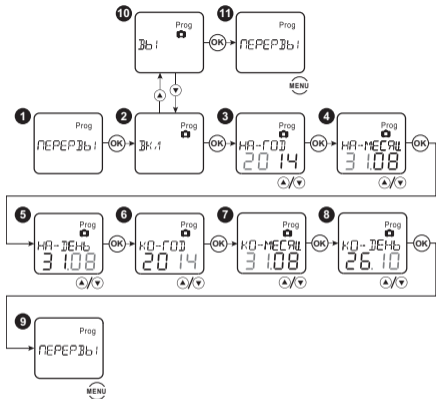 10 11
Prog Prog
ВЫ OK ПЕРЕРВЫ
MENU
1 2 3 4
Prog Prog Prog Prog
ПЕРЕРВЫ OK ВКЛ OK НА-ГОД OK НА-МЕСЯЦ OK
2014 31.08
5 6 7 8
Prog Prog Prog Prog
НА-ДЕНЬ OK КО-ГОД OK КО-МЕСЯЦ OK КО-ДЕНЬ OK
31.08 2014 31.08 26.10
9
Prog
ПЕРЕРВЫ
MENU